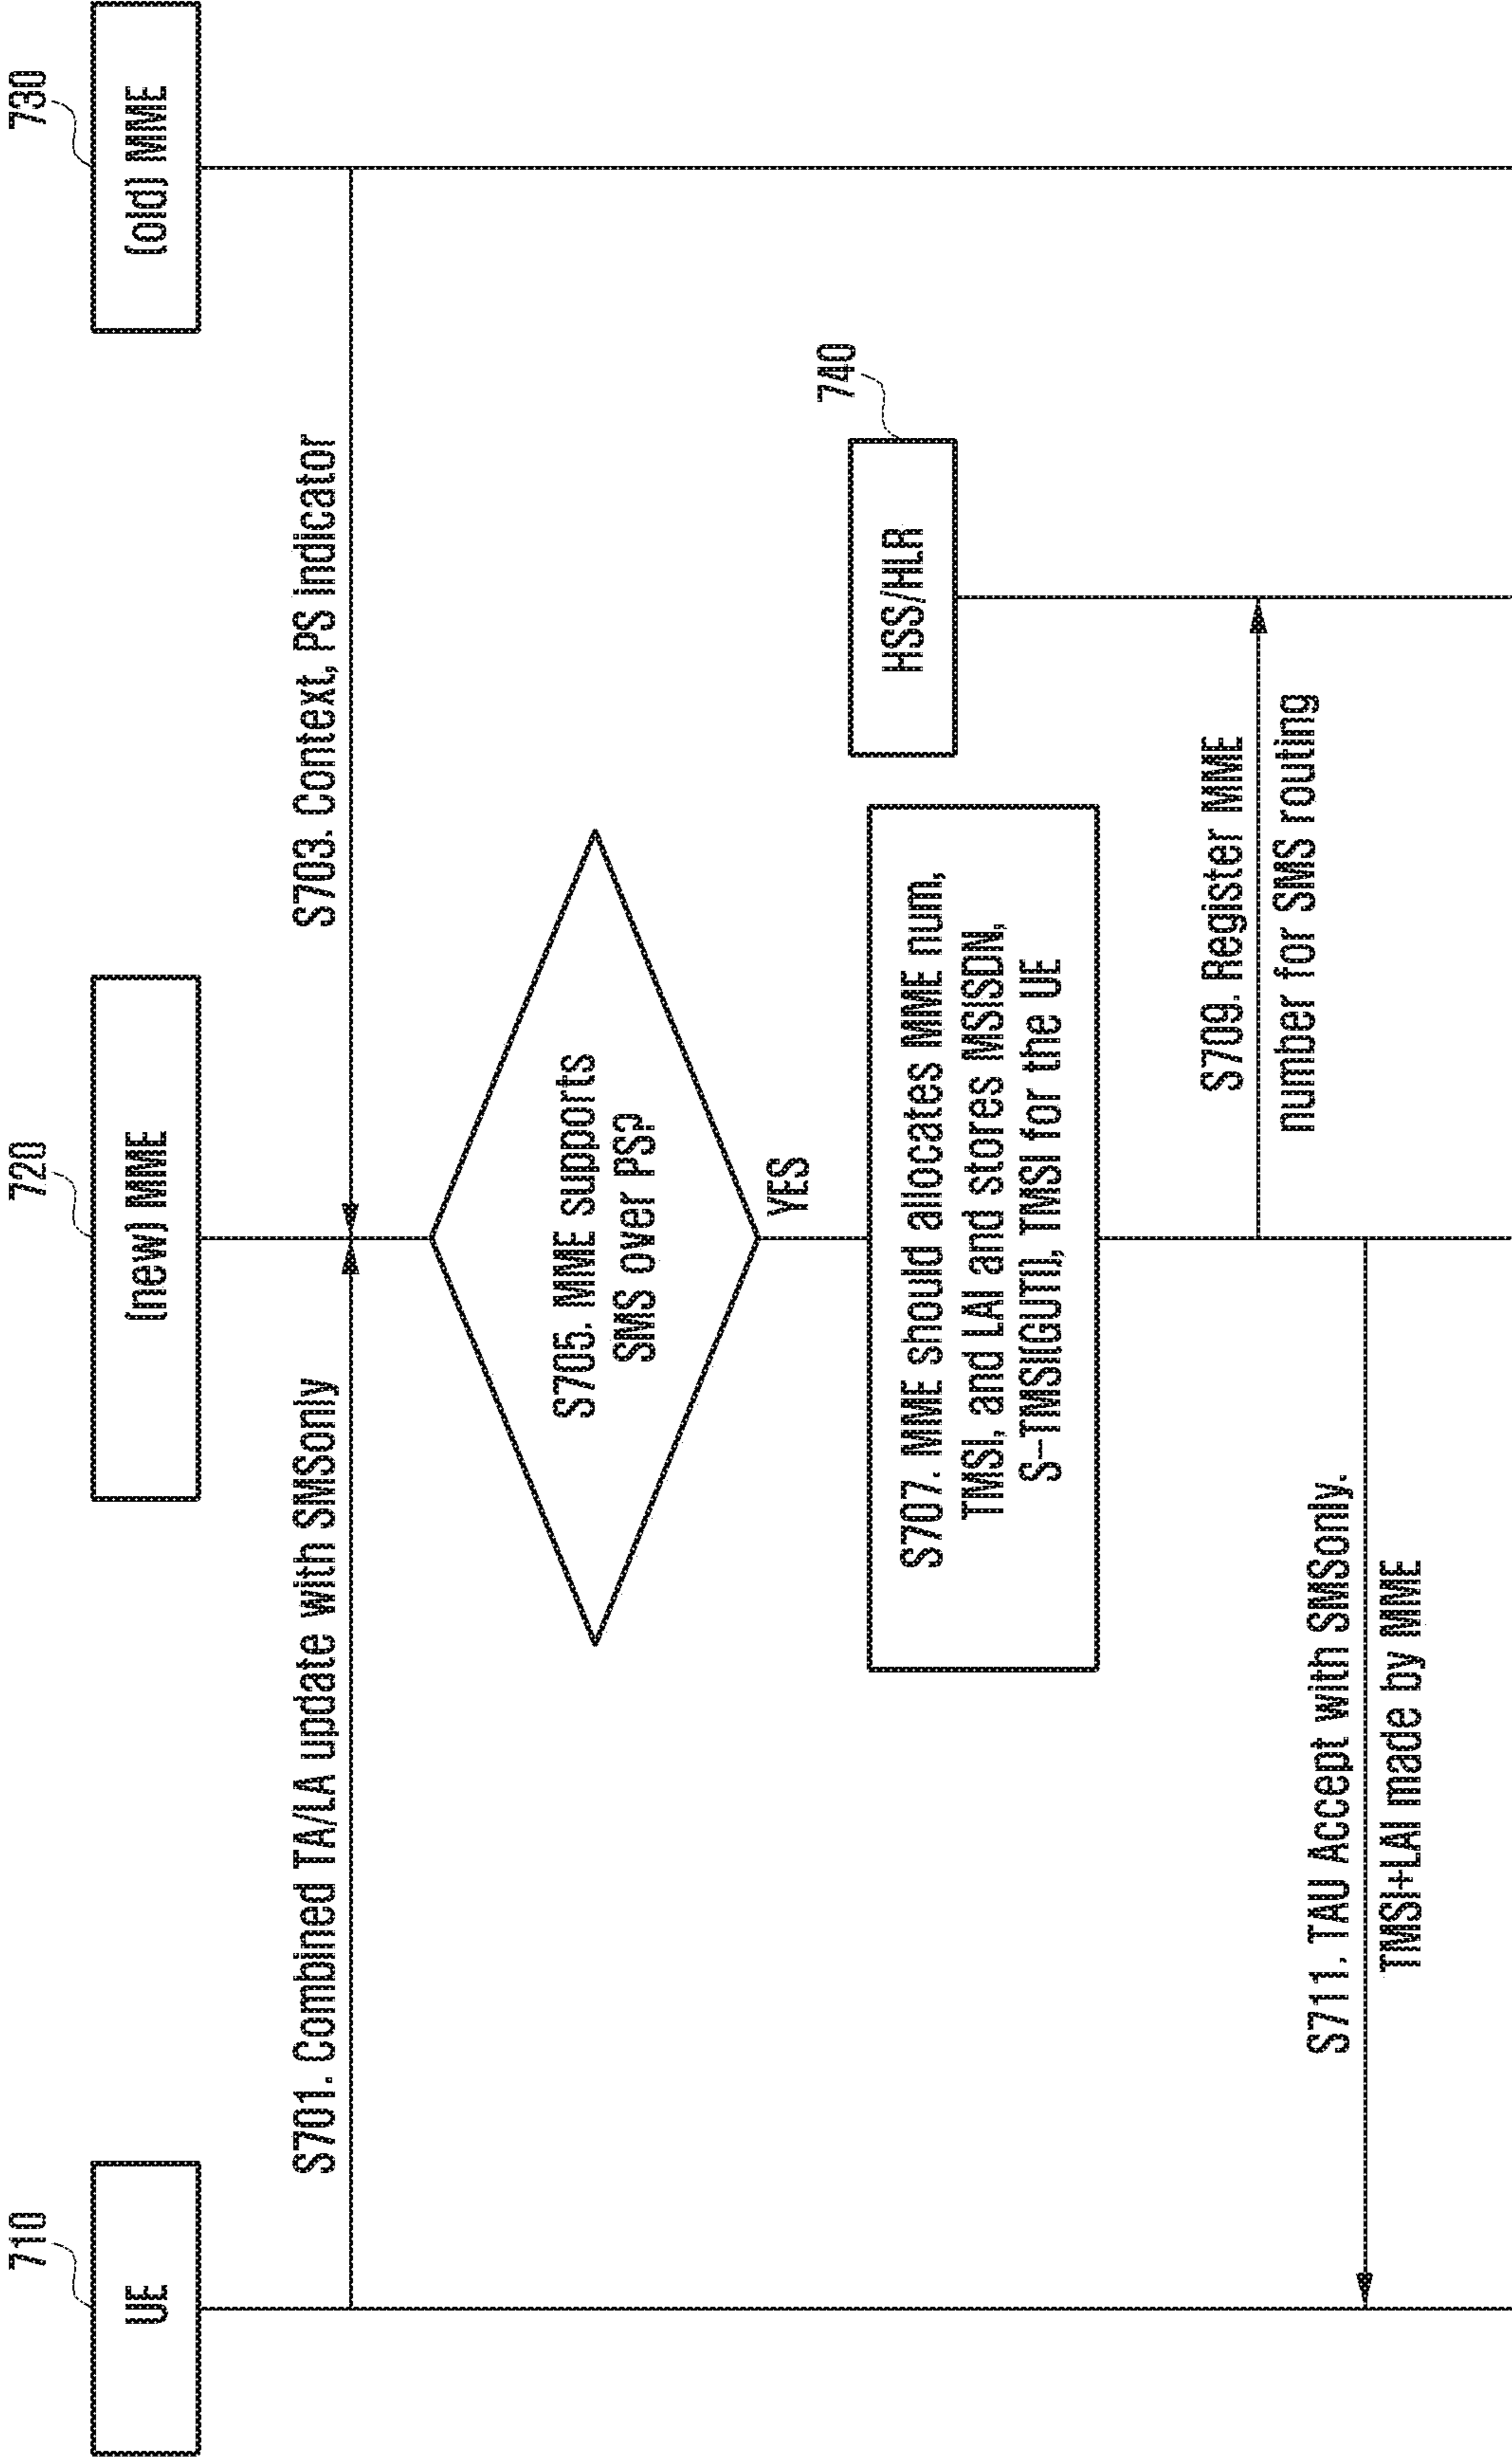 710
720
730
UE
(new) MME
(old) MME
S701. Combined TA/LA update with SMSonly
S703. Context, PS indicator
S705. MME supports
SMS over PS?
YES
740
HSS/HLR
S707. MME should allocates MME num,
TMSI, and LAI and stores MSISDN,
S-TMSI(GUTI), TMSI for the UE
S709. Register MME
number for SMS routing
S711. TAU Accept with SMSonly.
TMSI+LAI made by MME